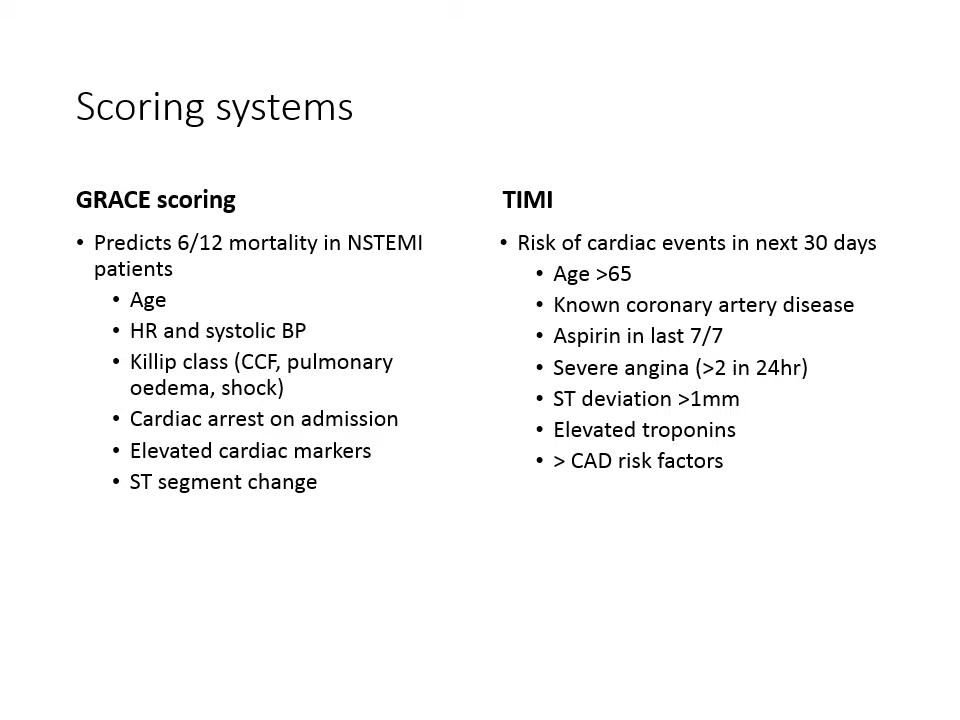 Scoring systems
GRACE scoring
• Predicts 6/12 mortality in NSTEMI
patients
• Age
• HR and systolic BP
• Killip class (CCF, pulmonary
oedema, shock)
• Cardiac arrest on admission
• Elevated cardiac markers
• ST segment change
TIMI
• Risk of cardiac events in next 30 days
• Age >65
• Known coronary artery disease
• Aspirin in last 7/7
• Severe angina (>2 in 24hr)
• ST deviation >1mm
• Elevated troponins
• > CAD risk factors